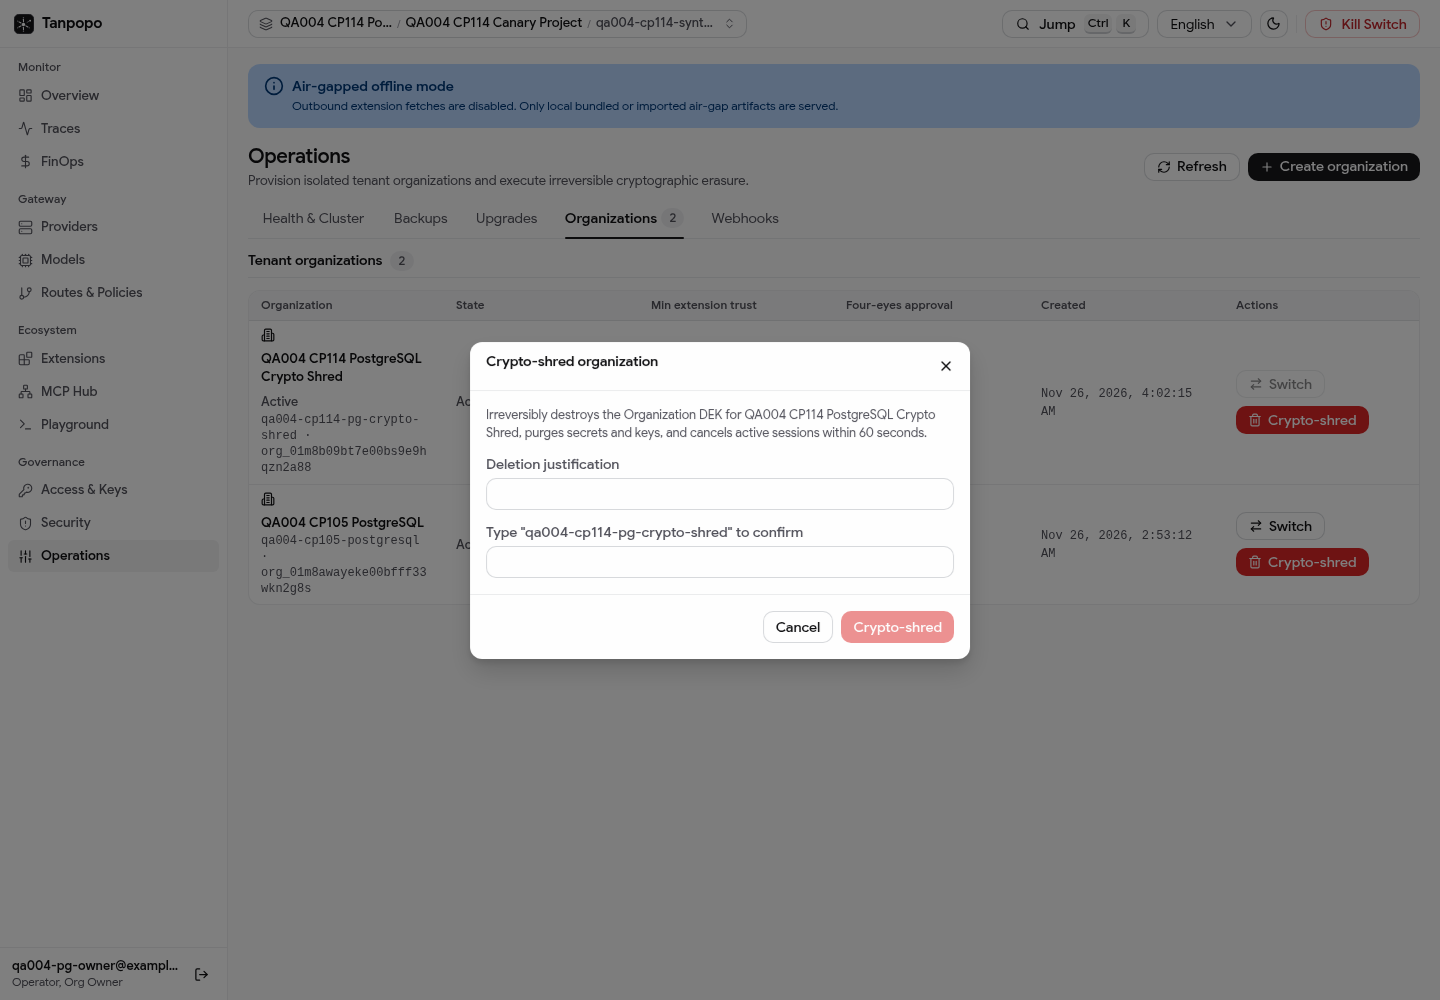 Tanpopo
QA004 CP114 Po... / QA004 CP114 Canary Project / qa004-cp114-synt...
Jump Ctrl K
English
Kill Switch
Monitor
Overview
Traces
FinOps
Gateway
Providers
Models
Routes & Policies
Ecosystem
Extensions
MCP Hub
Playground
Governance
Access & Keys
Security
Operations
qa004-pg-owner@exampl...
Operator, Org Owner
Air-gapped offline mode
Outbound extension fetches are disabled. Only local bundled or imported air-gap artifacts are served.
Operations
Provision isolated tenant organizations and execute irreversible cryptographic erasure.
Refresh
Create organization
Health & Cluster Backups Upgrades Organizations 2 Webhooks
Tenant organizations 2
Organization State Min extension trust Four-eyes approval Created Actions
QA004 CP114 PostgreSQL
Crypto Shred
Active
qa004-cp114-pg-crypto-
shred ·
org_01m8b09bt7e00bs9e9h
qzn2a88
Ac
Nov 26, 2026, 4:02:15
AM
Switch
Crypto-shred
QA004 CP105 PostgreSQL
qa004-cp105-postgresql
·
org_01m8awayeke00bfff33
wkn2g8s
Ac
Nov 26, 2026, 2:53:12
AM
Switch
Crypto-shred
Crypto-shred organization
Irreversibly destroys the Organization DEK for QA004 CP114 PostgreSQL Crypto
Shred, purges secrets and keys, and cancels active sessions within 60 seconds.
Deletion justification
Type "qa004-cp114-pg-crypto-shred" to confirm
Cancel
Crypto-shred